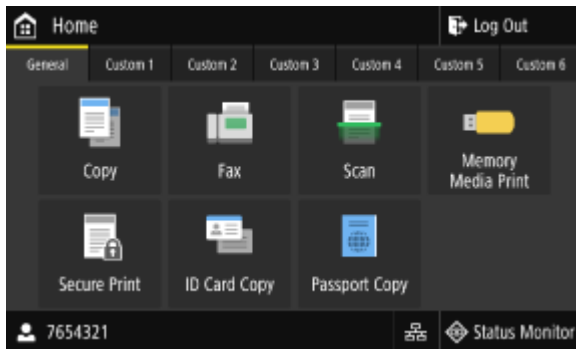 Home
Log Out
General Custom 1 Custom 2 Custom 3 Custom 4 Custom 5 Custom 6
Copy Fax Scan Memory
Media Print
Secure Print ID Card Copy Passport Copy
7654321
Status Monitor